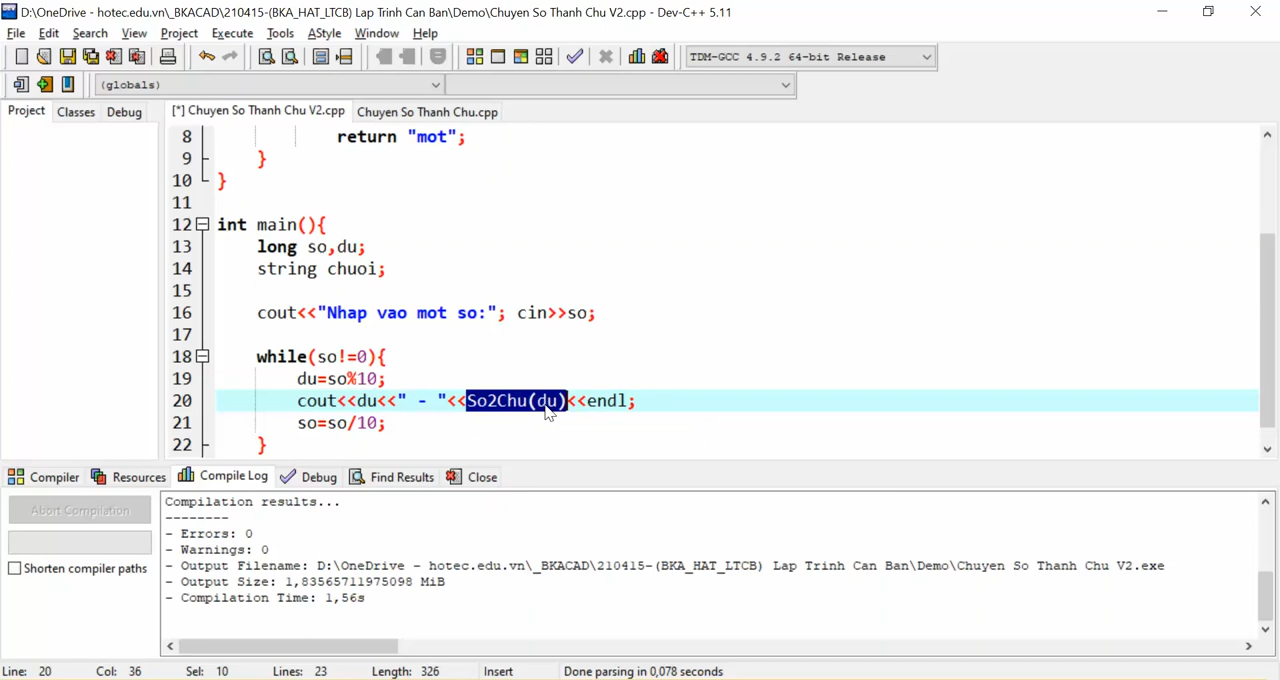 D:\OneDrive - hotec.edu.vn\_BKACAD\210415-(BKA_HAT_LTCB) Lap Trinh Can Ban\Demo\Chuyen So Thanh Chu V2.cpp - Dev-C++ 5.11
File Edit Search View Project Execute Tools AStyle Window Help
TDM-GCC 4.9.2 64-bit Release
(globals)
Project Classes Debug [*] Chuyen So Thanh Chu V2.cpp Chuyen So Thanh Chu.cpp
8 return "mot";
9 }
10 }
11
12 int main(){
13 long so,du;
14 string chuoi;
15
16 cout<<"Nhap vao mot so:"; cin>>so;
17
18 while(so!=0){
19 du=so%10;
20 cout<<du<<" - "<<So2Chu(du)<<endl;
21 so=so/10;
22 }
Compiler Resources Compile Log Debug Find Results Close
Abort Compilation
Shorten compiler paths
Compilation results...
--------
- Errors: 0
- Warnings: 0
- Output Filename: D:\OneDrive - hotec.edu.vn\_BKACAD\210415-(BKA_HAT_LTCB) Lap Trinh Can Ban\Demo\Chuyen So Thanh Chu V2.exe
- Output Size: 1,83565711975098 MiB
- Compilation Time: 1,56s
Line: 20 Col: 36 Sel: 10 Lines: 23 Length: 326 Insert Done parsing in 0,078 seconds